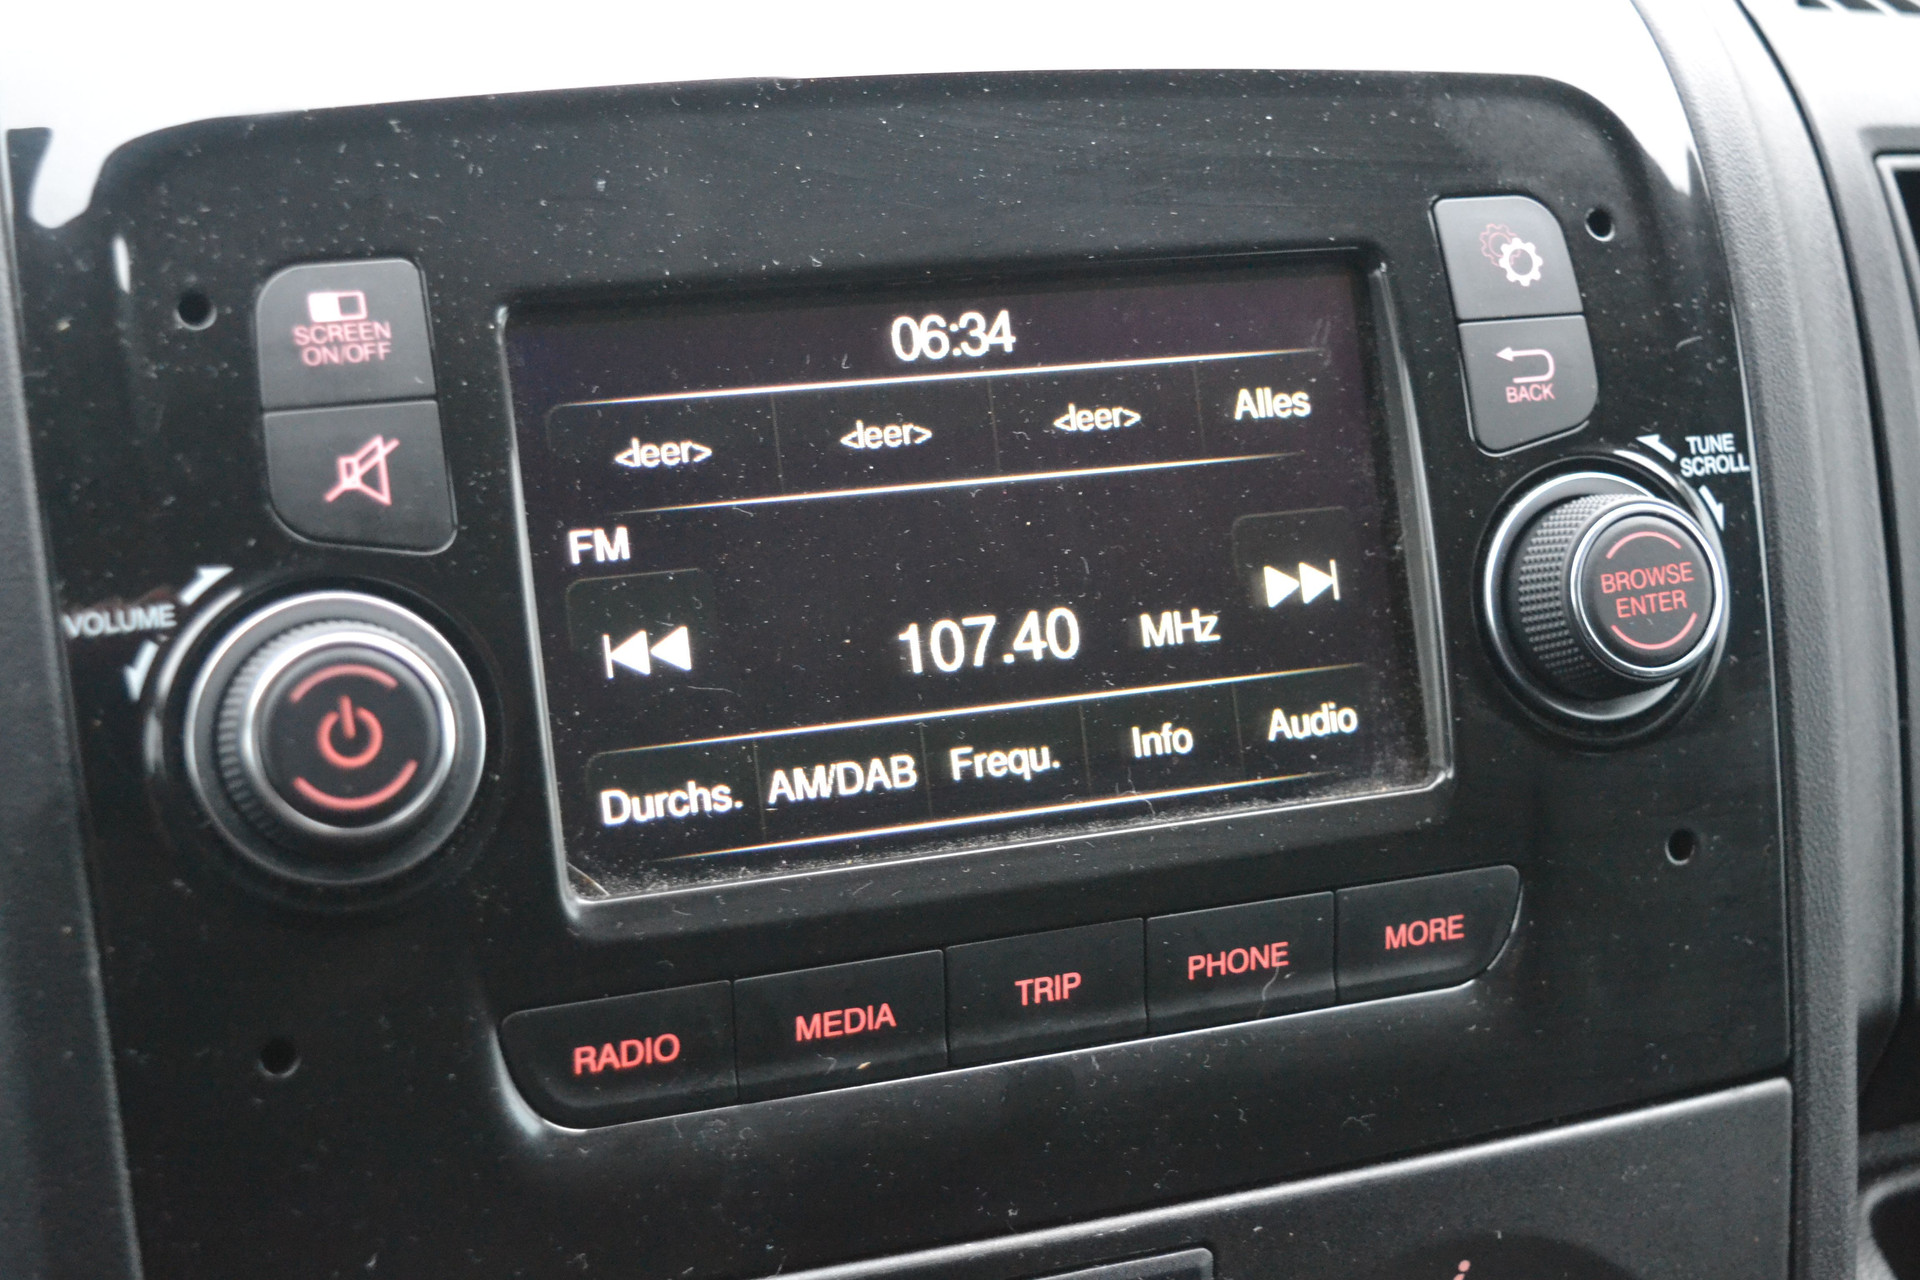 06:34
SCREEN
ON/OFF
<leer> <leer> <leer> Alles
BACK
TUNE
SCROLL
FM
VOLUME
107.40 MHz
BROWSE
ENTER
Durchs. AM/DAB Frequ. Info Audio
RADIO MEDIA TRIP PHONE MORE